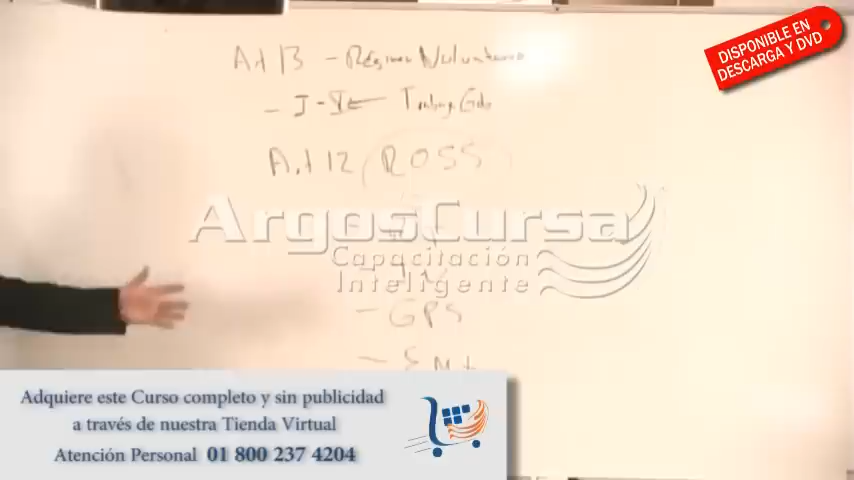 DISPONIBLE EN
DESCARGA Y DVD
Art 13 - Régimen Voluntario
- I-V ← Trabaj. Gdo
Art 12 (ROSS)
ArgosCursa
Capacitación
Inteligente
- IV
- GPS
Adquiere este Curso completo y sin publicidad
a través de nuestra Tienda Virtual
Atención Personal 01 800 237 4204